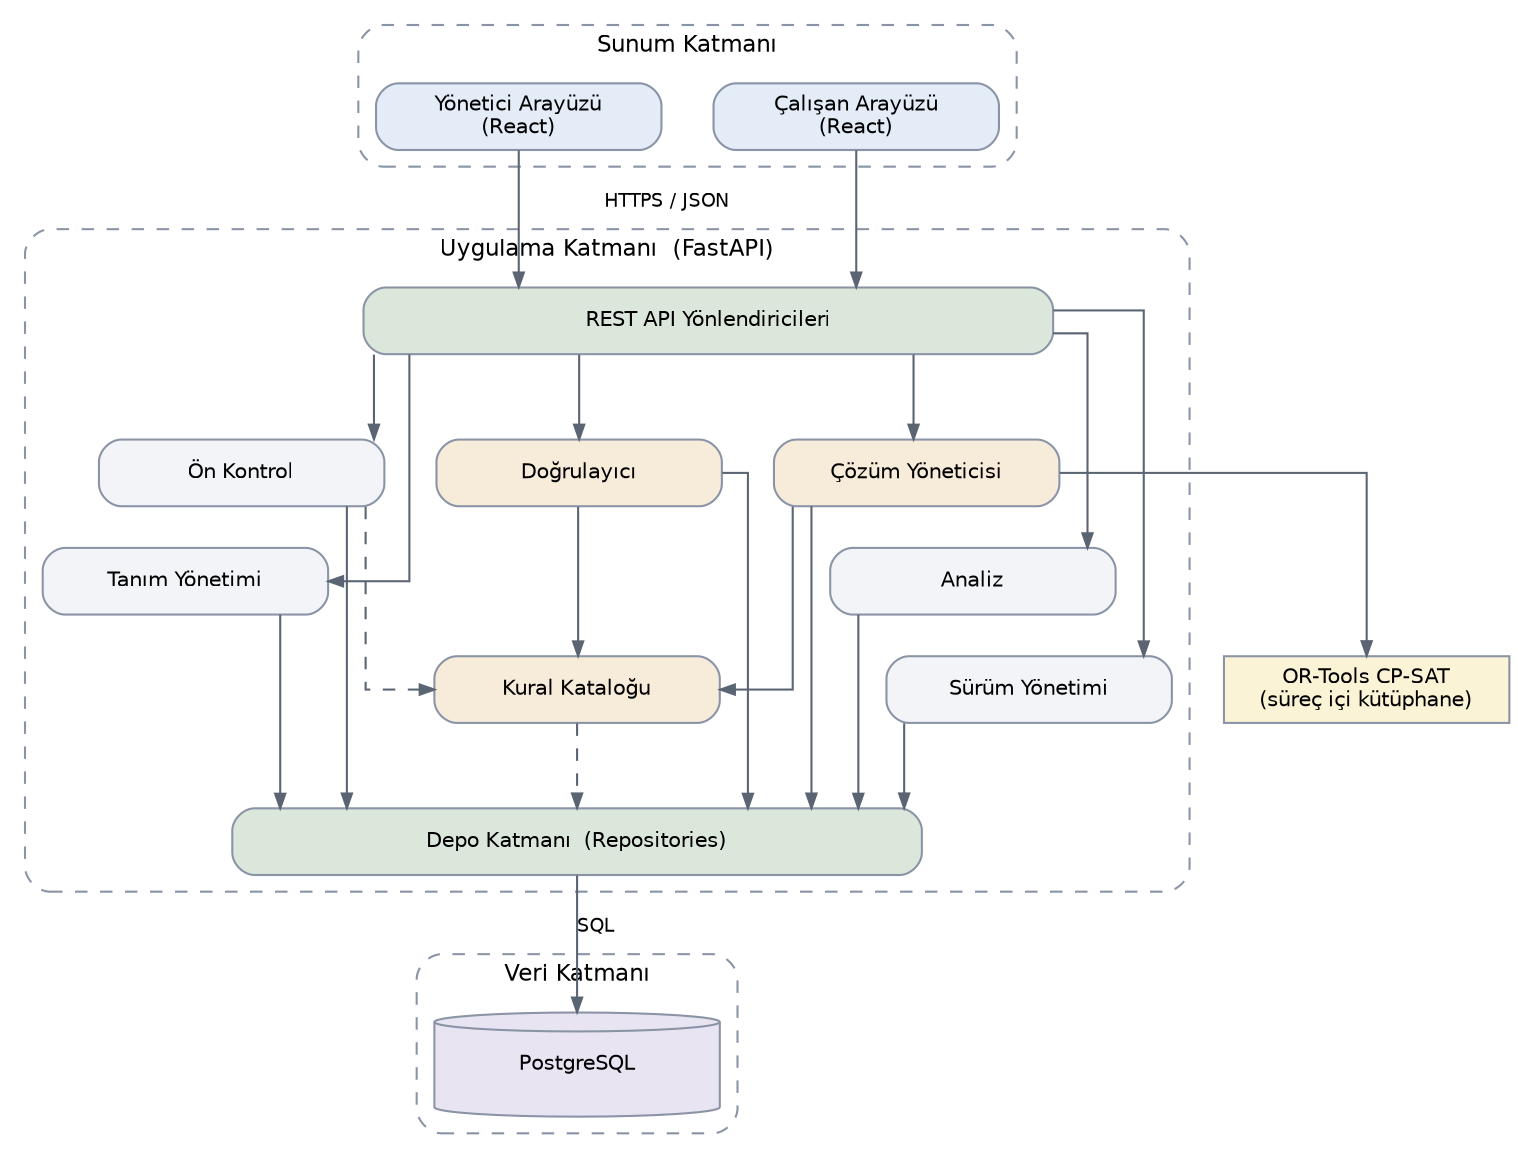 Sunum Katmanı
Yönetici Arayüzü
(React)
Çalışan Arayüzü
(React)
HTTPS / JSON
Uygulama Katmanı  (FastAPI)
REST API Yönlendiricileri
Ön Kontrol
Doğrulayıcı
Çözüm Yöneticisi
Tanım Yönetimi
Analiz
Kural Kataloğu
Sürüm Yönetimi
OR-Tools CP-SAT
(süreç içi kütüphane)
Depo Katmanı  (Repositories)
SQL
Veri Katmanı
PostgreSQL